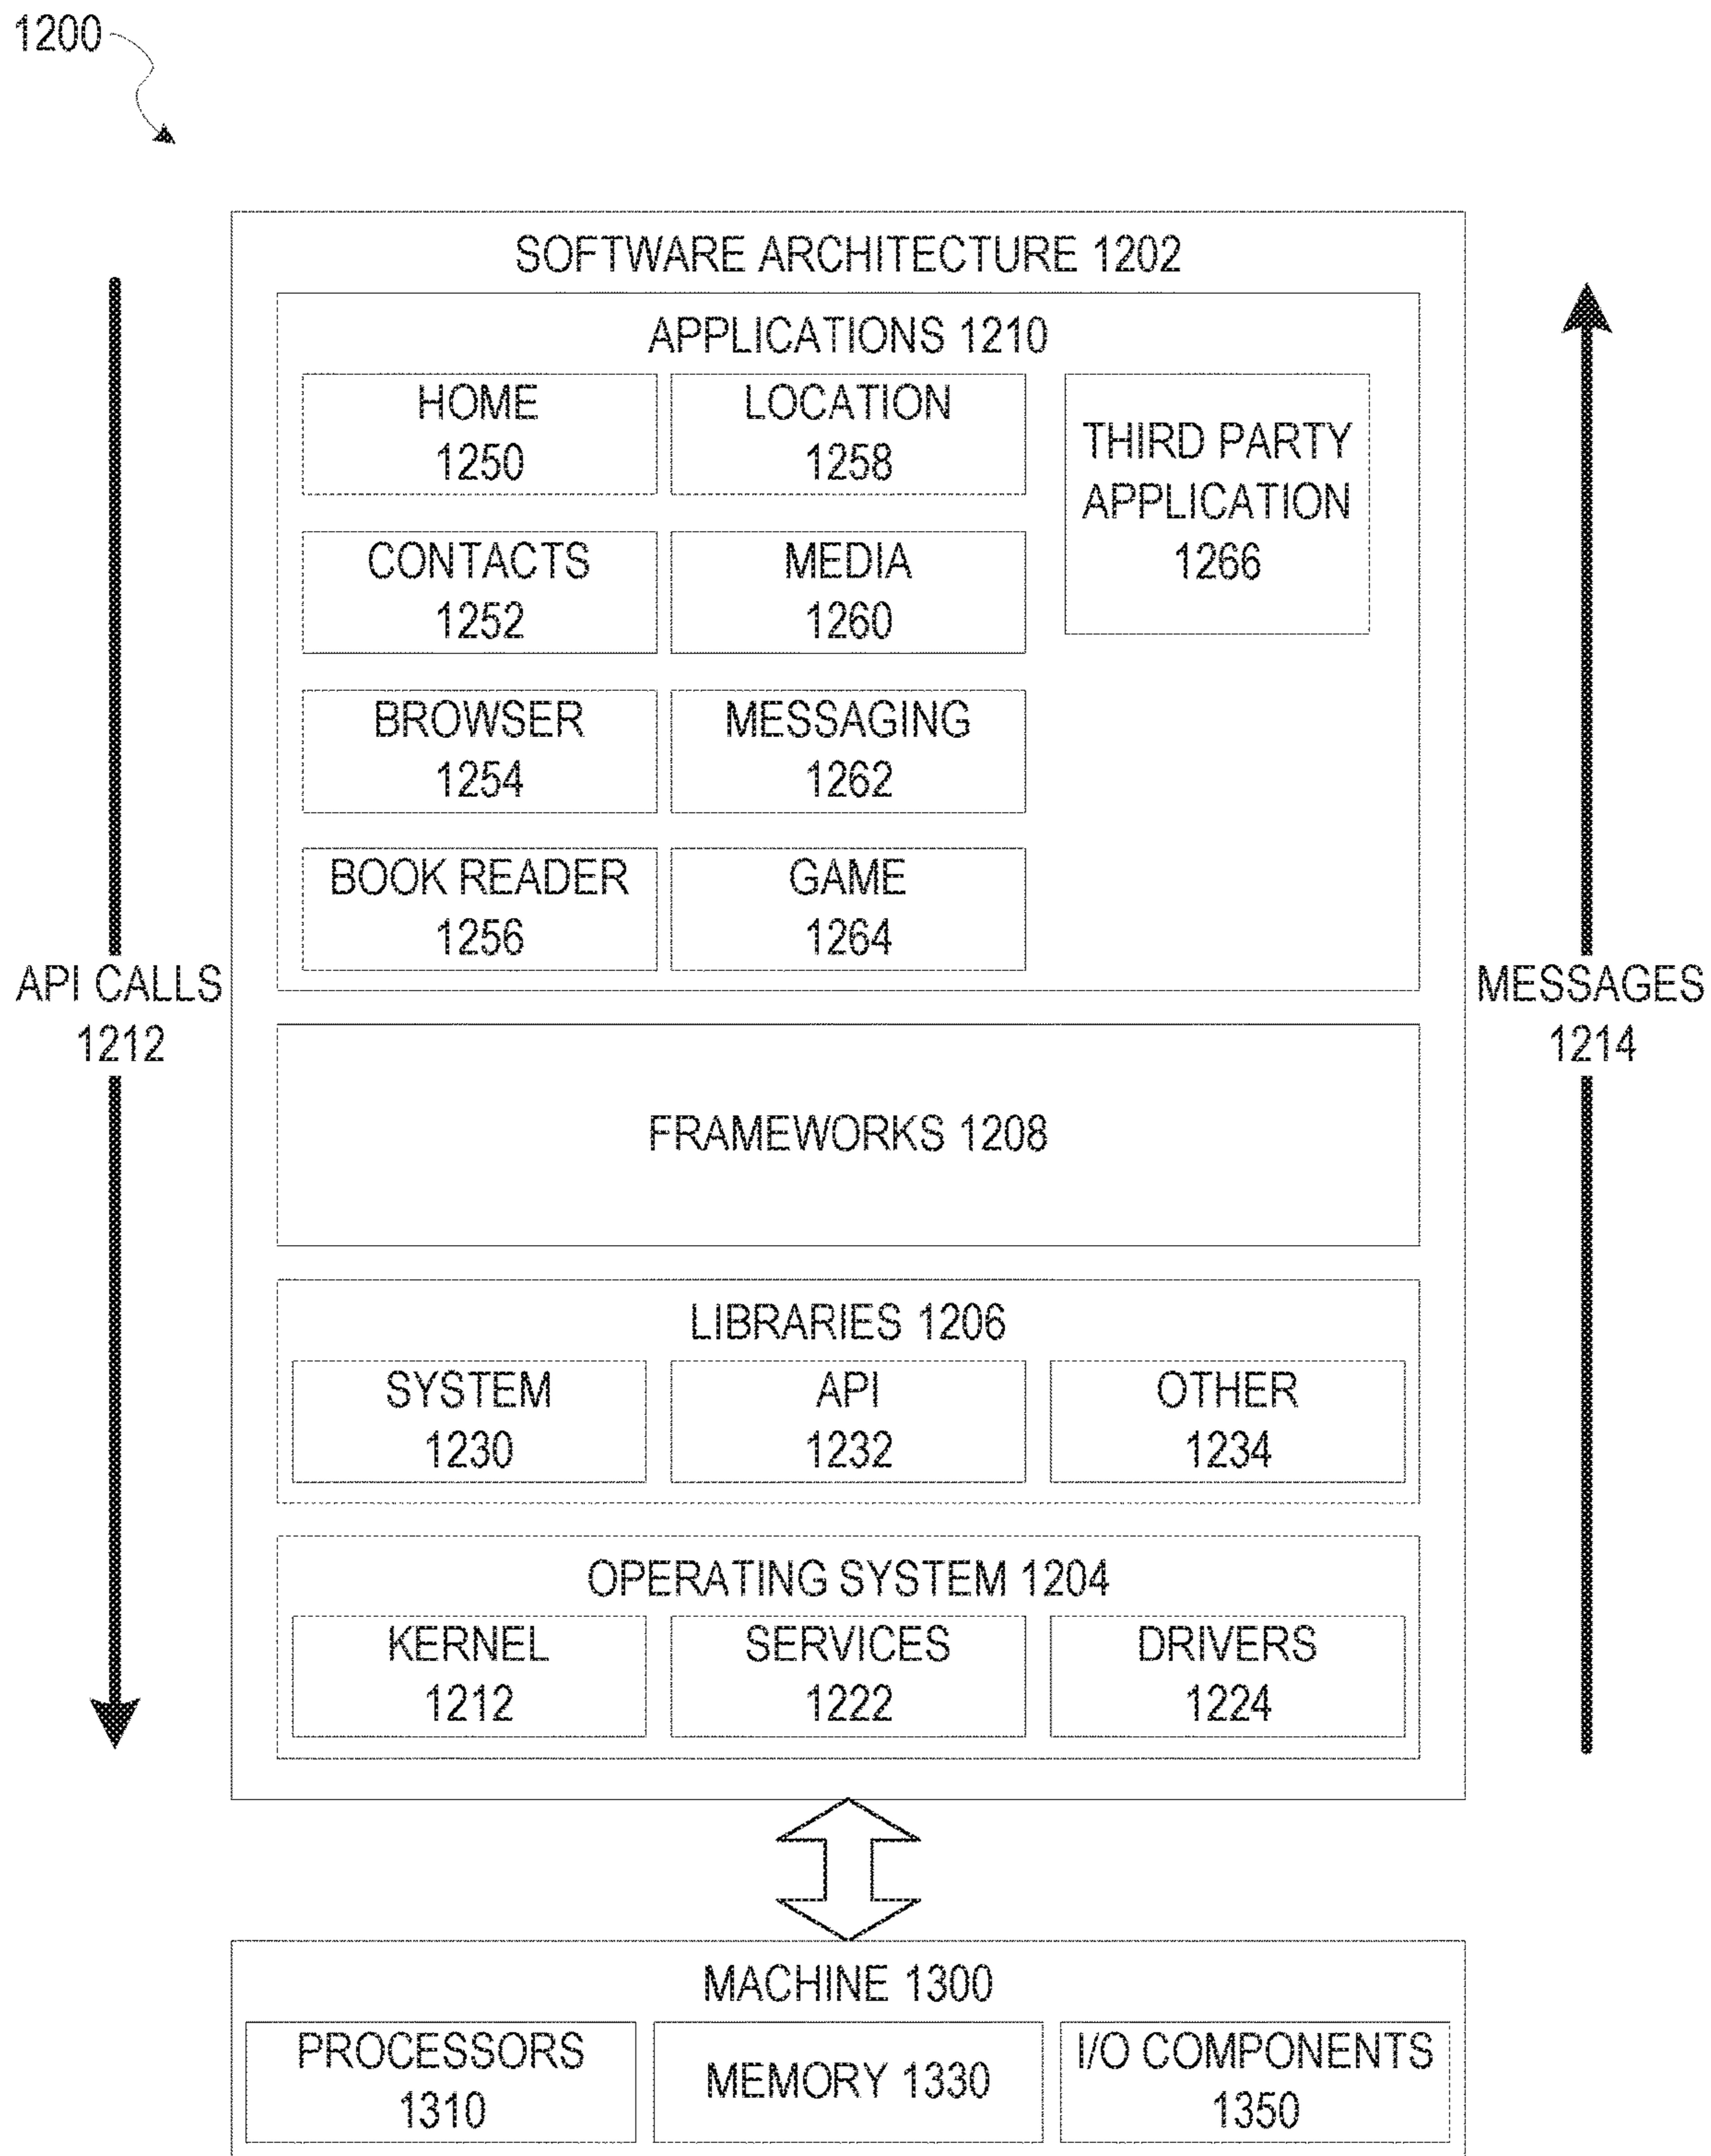 1200
SOFTWARE ARCHITECTURE 1202
APPLICATIONS 1210
HOME
1250
LOCATION
1258
THIRD PARTY
APPLICATION
1266
CONTACTS
1252
MEDIA
1260
BROWSER
1254
MESSAGING
1262
BOOK READER
1256
GAME
1264
API CALLS
1212
MESSAGES
1214
FRAMEWORKS 1208
LIBRARIES 1206
SYSTEM
1230
API
1232
OTHER
1234
OPERATING SYSTEM 1204
KERNEL
1212
SERVICES
1222
DRIVERS
1224
MACHINE 1300
PROCESSORS
1310
MEMORY 1330
I/O COMPONENTS
1350